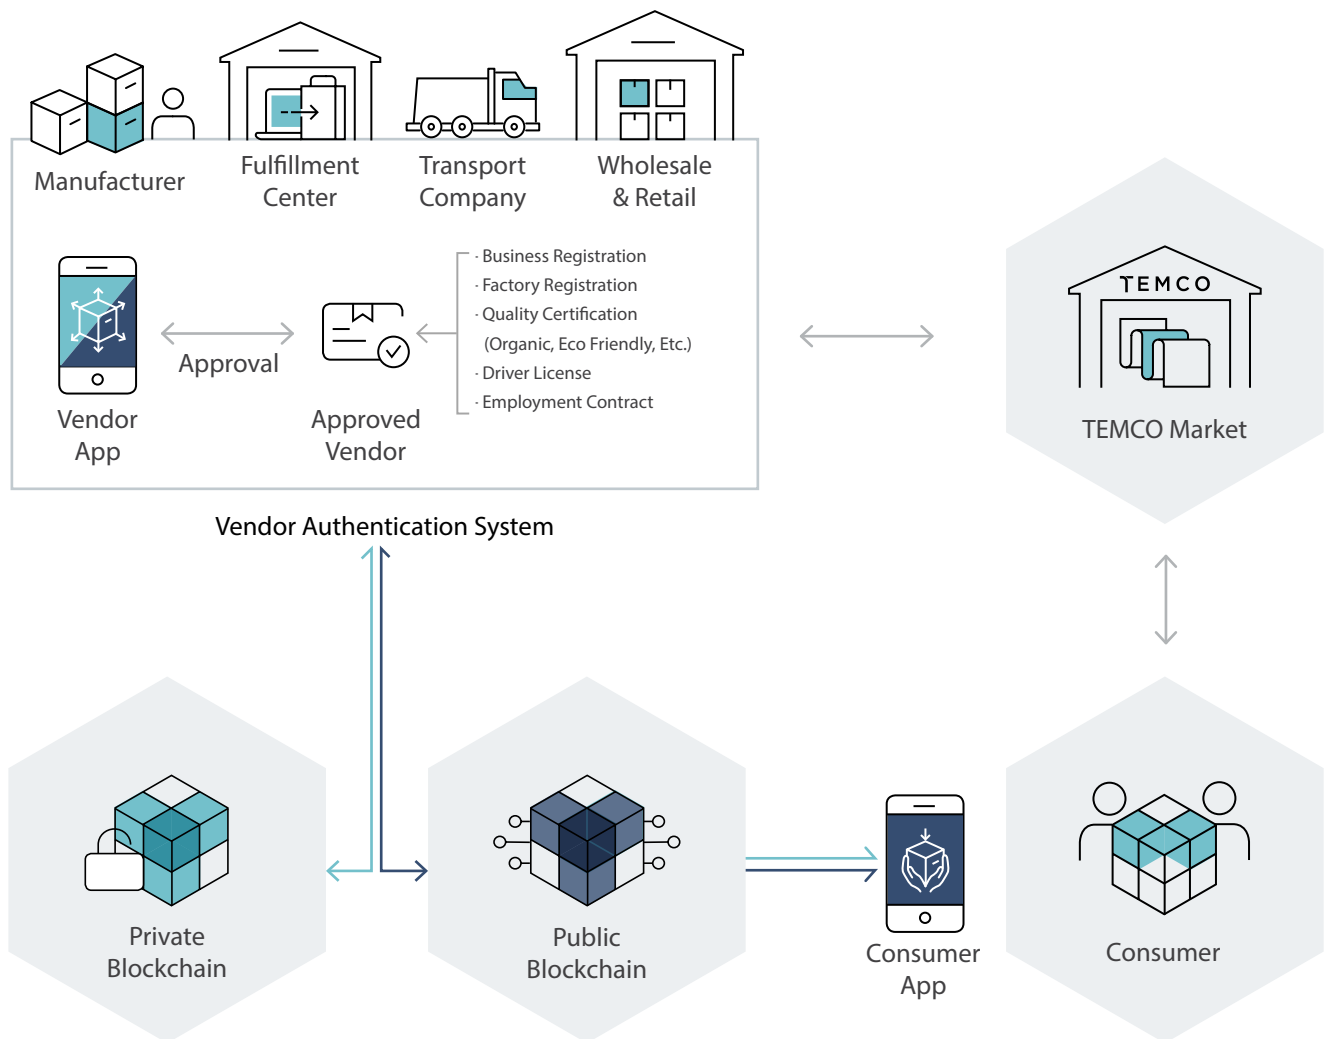 Manufacturer
Fulfillment
Center
Transport
Company
Wholesale
& Retail
Vendor
App
Approval
Approved
Vendor
· Business Registration
· Factory Registration
· Quality Certification
(Organic, Eco Friendly, Etc.)
· Driver License
· Employment Contract
Vendor Authentication System
TEMCO
TEMCO Market
Private
Blockchain
Public
Blockchain
Consumer
App
Consumer